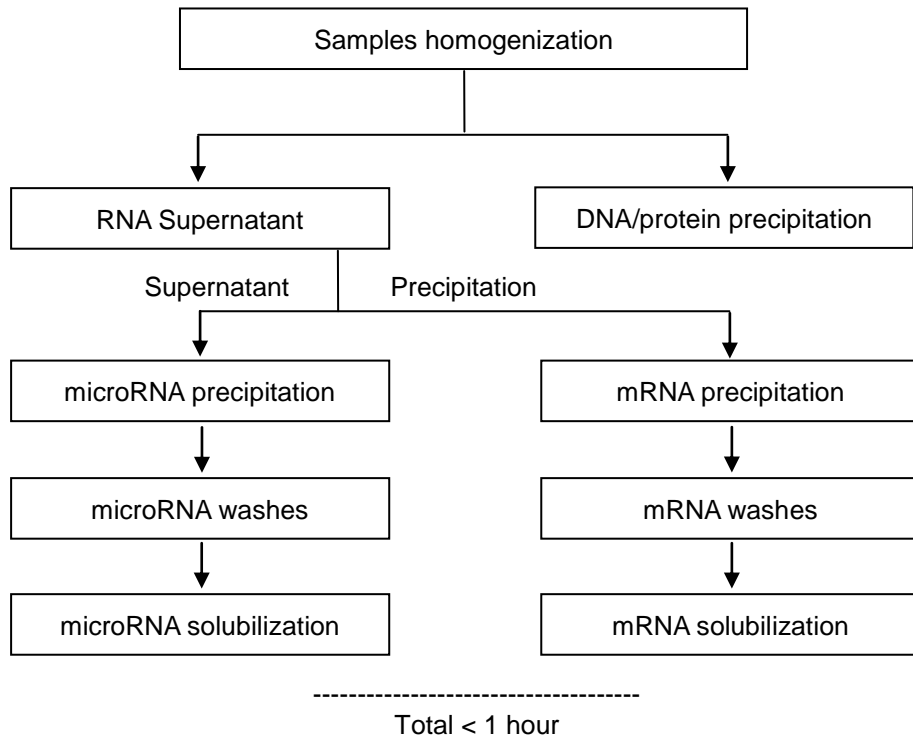 Samples homogenization
RNA Supernatant
DNA/protein precipitation
Supernatant
Precipitation
microRNA precipitation
mRNA precipitation
microRNA washes
mRNA washes
microRNA solubilization
mRNA solubilization
-------------------------------------
Total < 1 hour